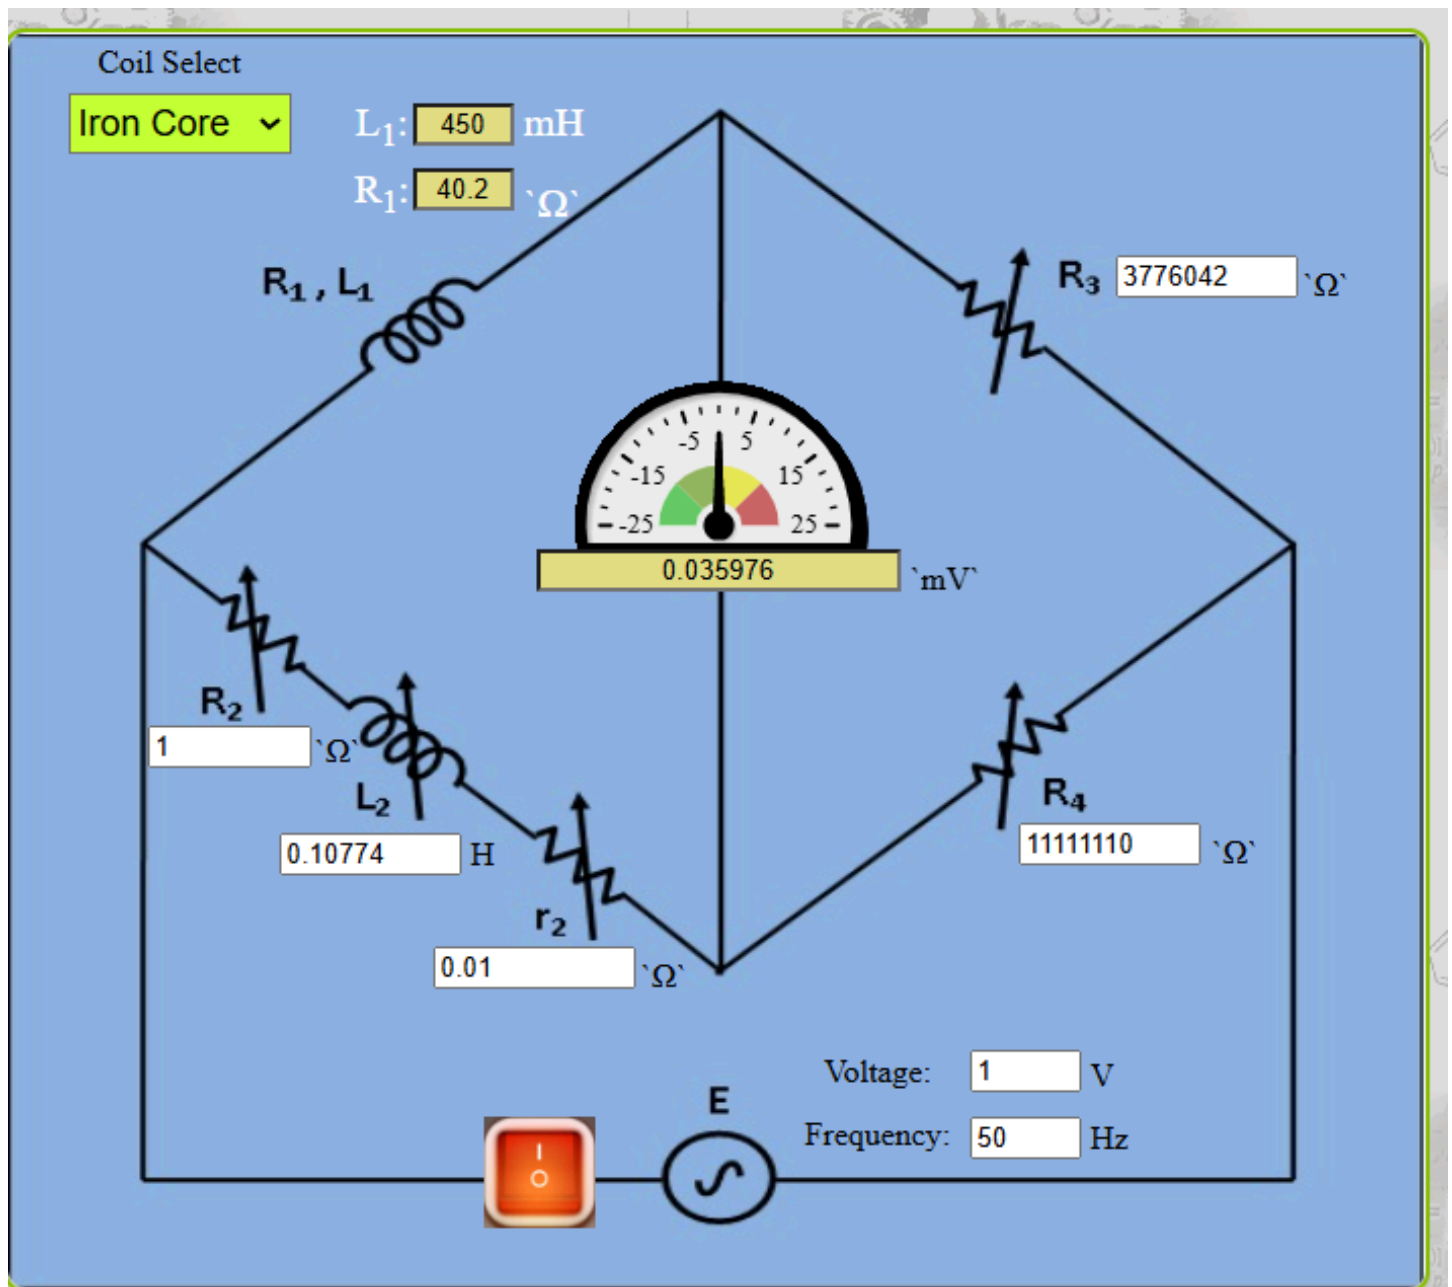 Coil Select
Iron Core
L1: 450 mH
R1: 40.2 `Ω`
R1 , L1
R3 3776042 `Ω`
-25 -15 -5 5 15 25
0.035976 `mV`
R2
1 `Ω`
L2
0.10774 H
r2
0.01 `Ω`
R4
11111110 `Ω`
Voltage: 1 V
E
Frequency: 50 Hz
I
O